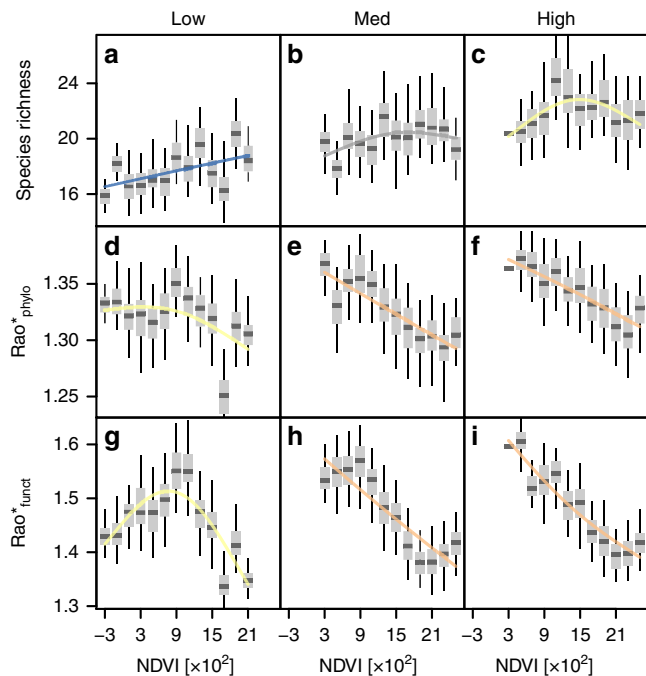 Low Med High
a b c
24
20
16
Species richness
d e f
1.35
1.30
1.25
Rao*phylo
g h i
1.6
1.5
1.4
1.3
Rao*funct
−3 3 9 15 21 −3 3 9 15 21 −3 3 9 15 21
NDVI [×10²] NDVI [×10²] NDVI [×10²]